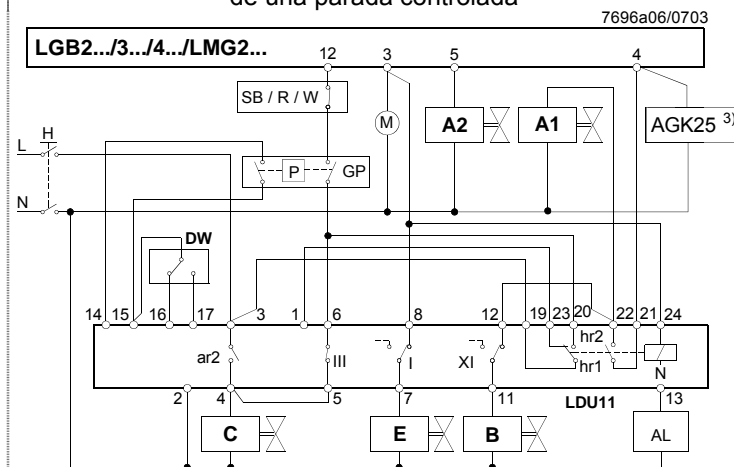 de una parada controlada
7696a06/0703
LGB2.../3.../4.../LMG2...
12 3 5 4
SB / R / W
M A2 A1 AGK25 3)
H
L
P GP
N
DW
14 15 16 17 3 1 6 8 12 19 23 20 22 21 24
hr2
ar2 III I XI hr1
N
2 4 5 7 11 LDU11 13
C E B AL